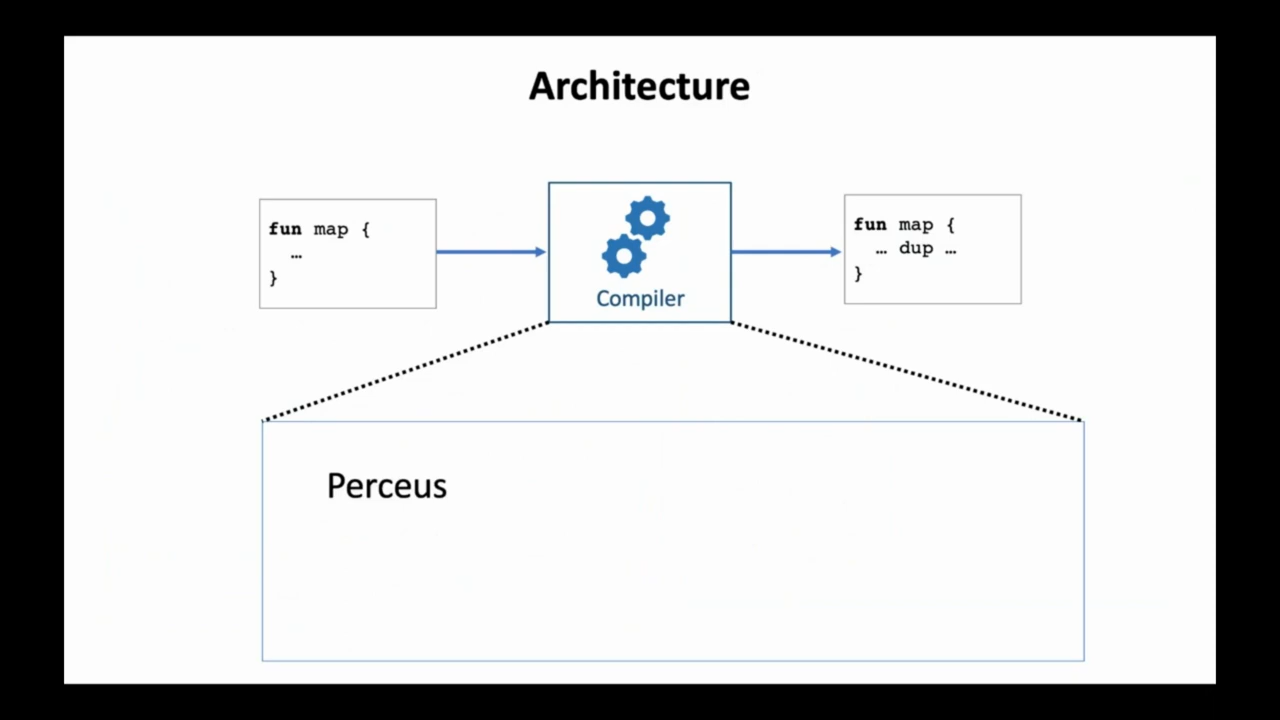 Architecture
fun map {
…
}
Compiler
fun map {
… dup …
}
Perceus